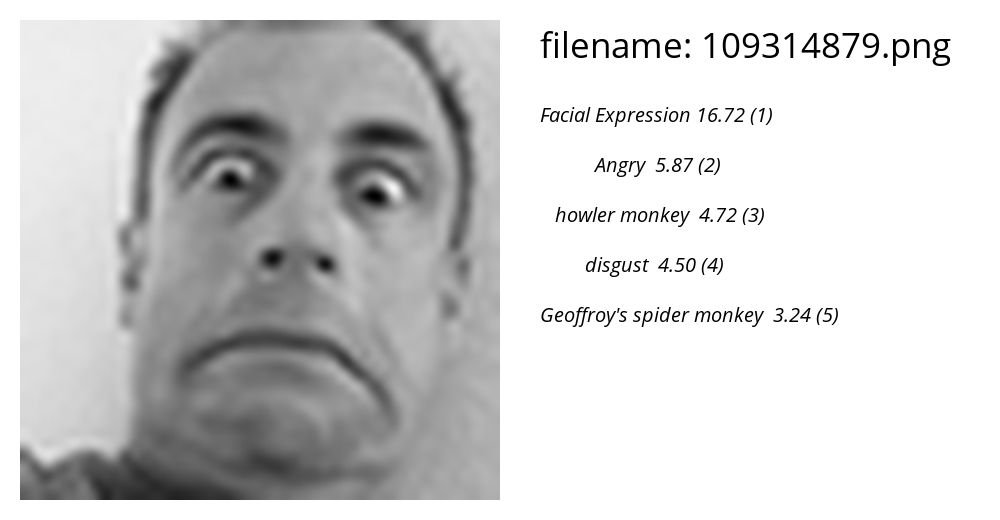 filename: 109314879.png
Facial Expression 16.72 (1)
Angry 5.87 (2)
howler monkey 4.72 (3)
disgust 4.50 (4)
Geoffroy's spider monkey 3.24 (5)